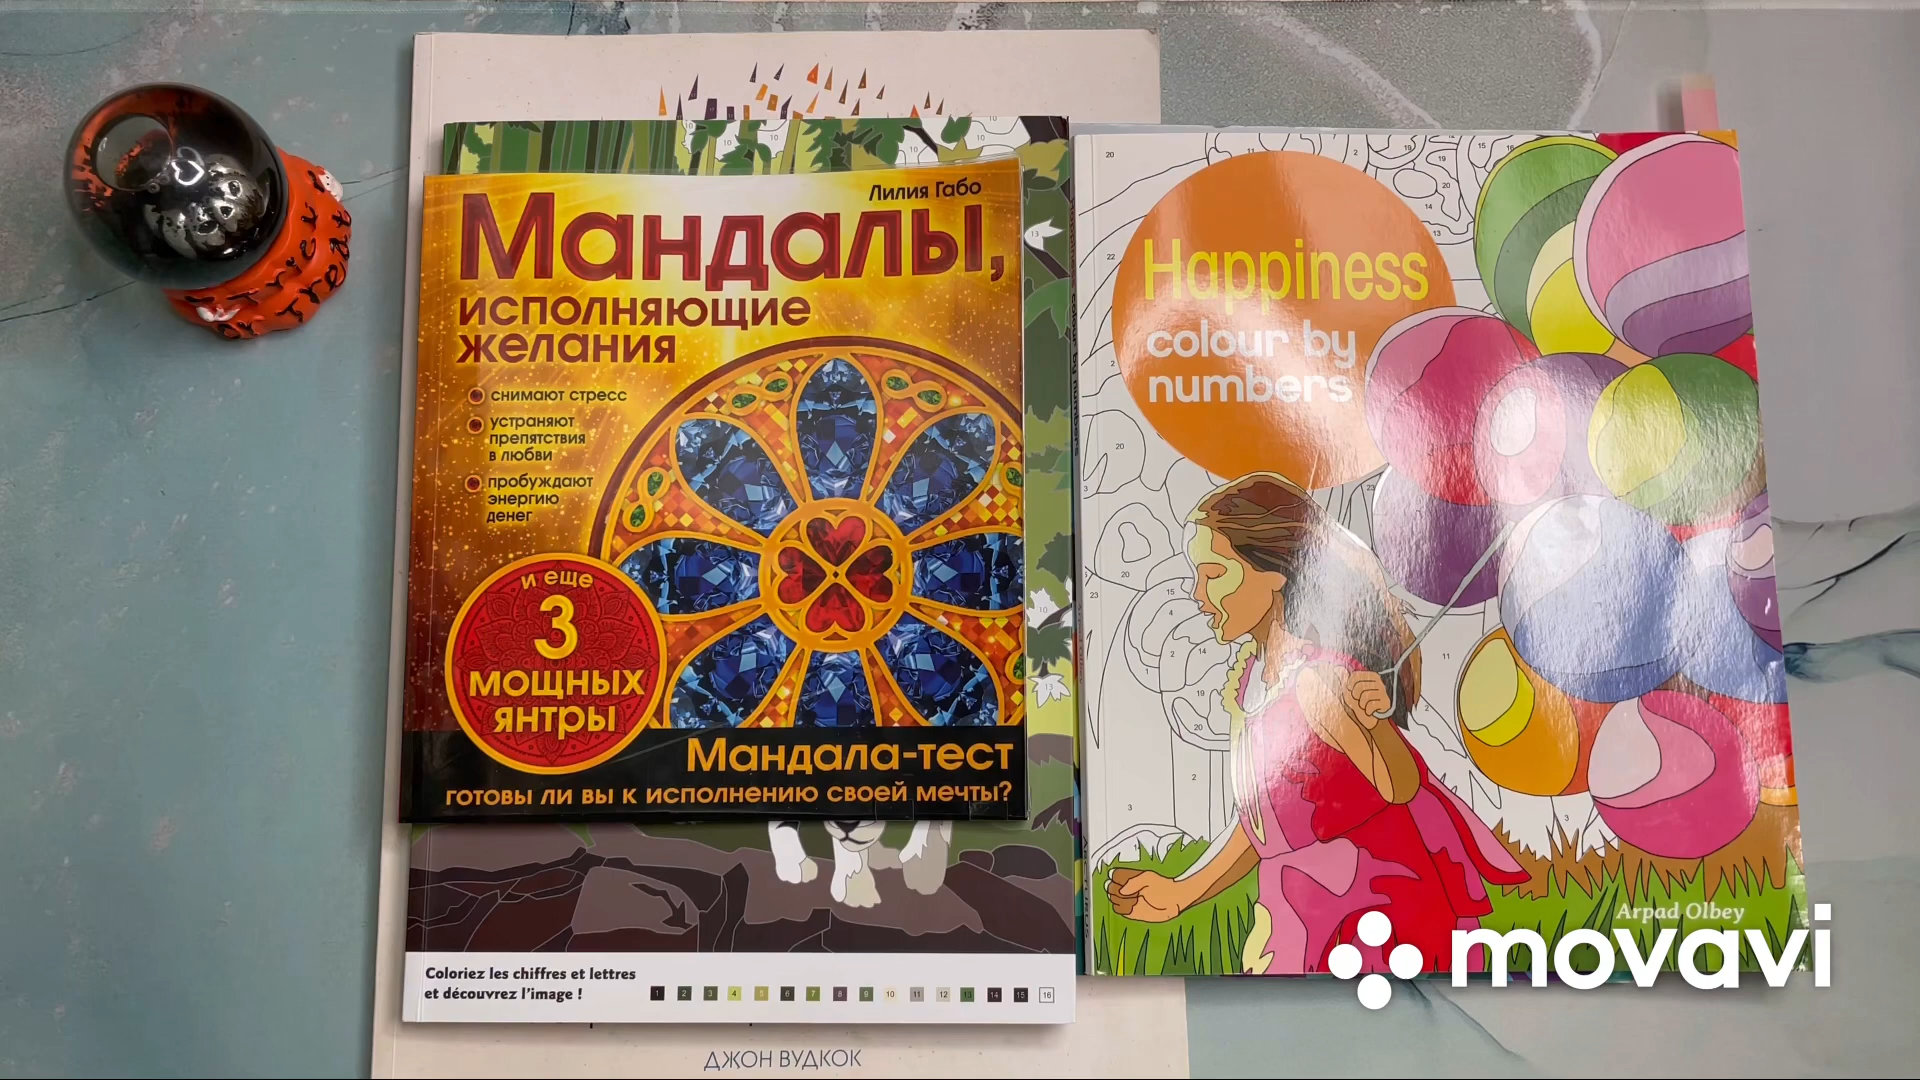 Лилия Габо
Мандалы,
исполняющие
желания
снимают стресс
устраняют
препятствия
в любви
пробуждают
энергию
денег
и еще
3
мощных
янтры
Мандала-тест
готовы ли вы к исполнению своей мечты?
Coloriez les chiffres et lettres
et découvrez l'image !
1 2 3 4 5 6 7 8 9 10 11 12 13 14 15 16
ДЖОН ВУДКОК
Happiness
colour by
numbers
Arpad Olbey
movavi
colour by numbers